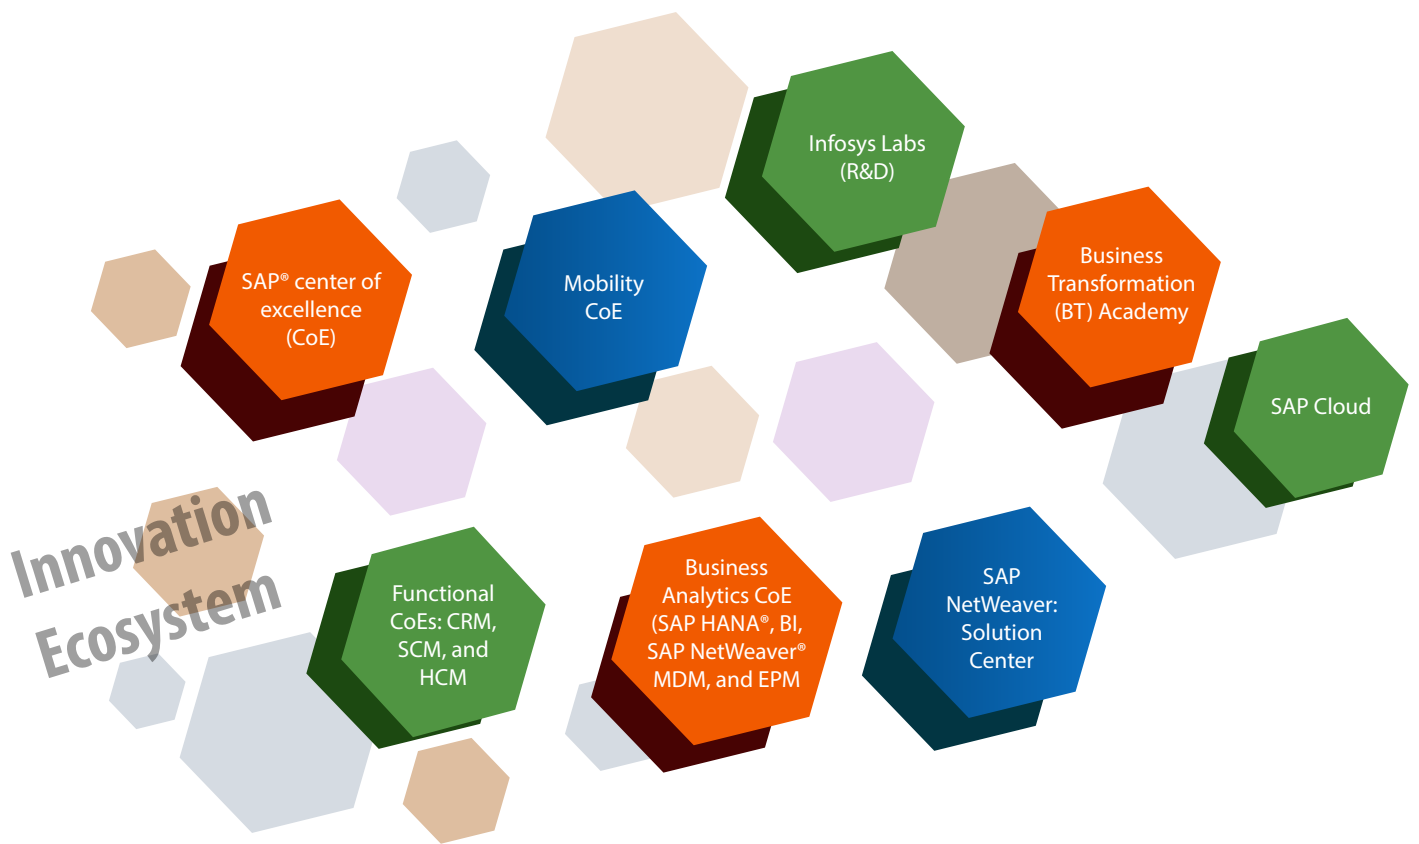 Infosys Labs
(R&D)
SAP® center of
excellence
(CoE)
Mobility
CoE
Business
Transformation
(BT) Academy
SAP Cloud
Innovation
Ecosystem
Functional
CoEs: CRM,
SCM, and
HCM
Business
Analytics CoE
(SAP HANA®, BI,
SAP NetWeaver®
MDM, and EPM
SAP
NetWeaver:
Solution
Center